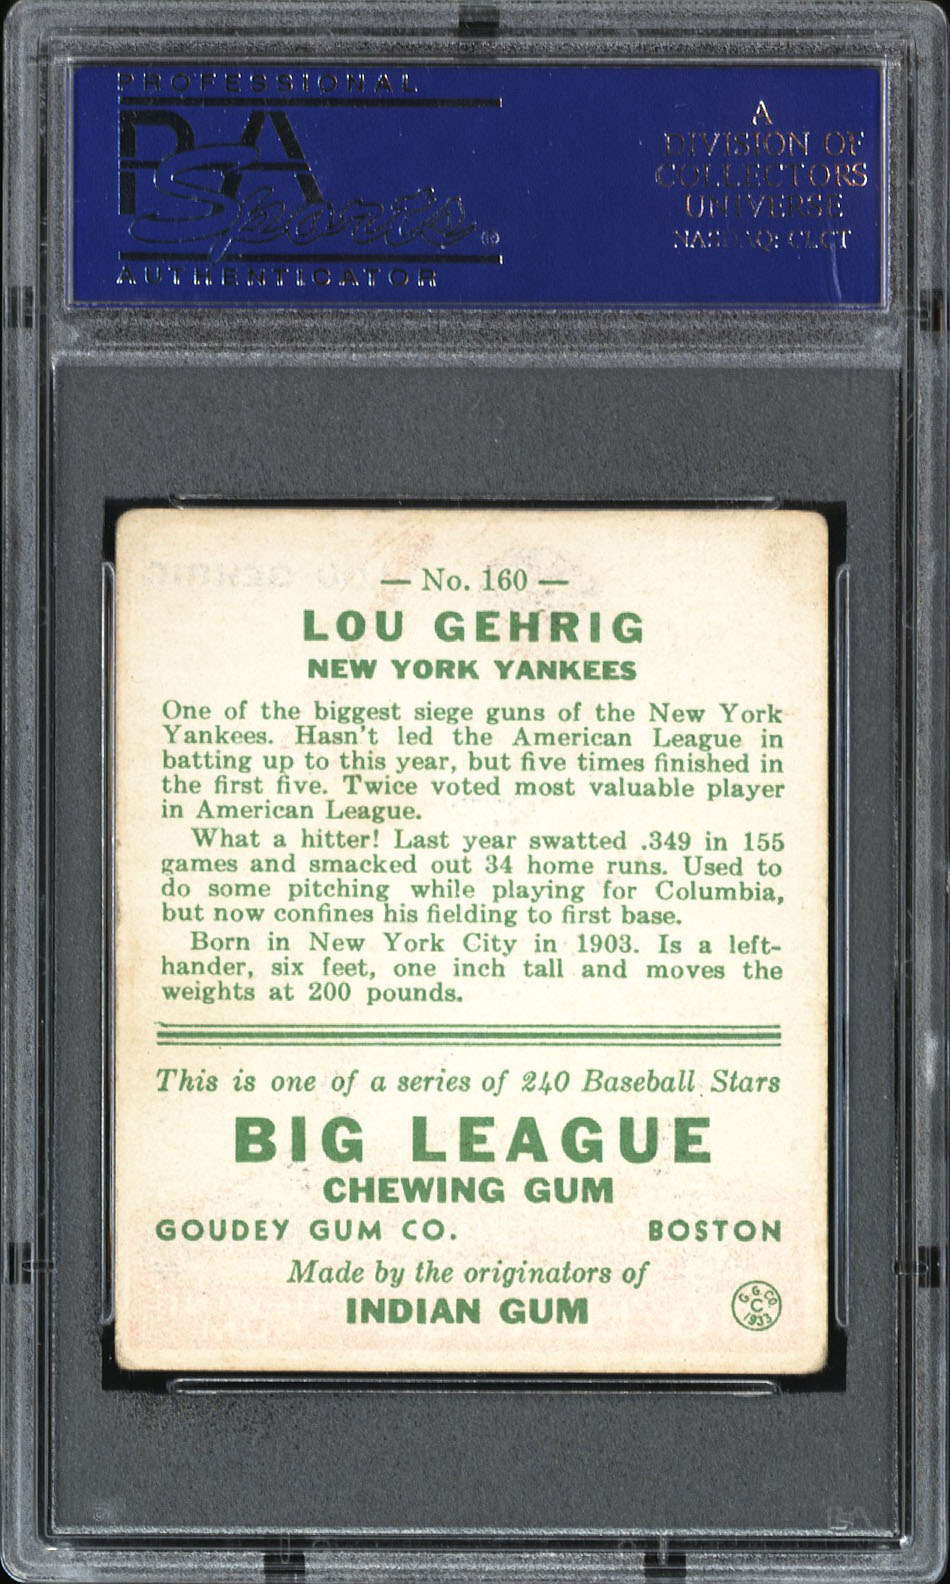 PROFESSIONAL
PSA
Sports®
AUTHENTICATOR
A
DIVISION OF
COLLECTORS
UNIVERSE
NASDAQ: CLCT
— No. 160 —
LOU GEHRIG
NEW YORK YANKEES
One of the biggest siege guns of the New York
Yankees. Hasn't led the American League in
batting up to this year, but five times finished in
the first five. Twice voted most valuable player
in American League.
What a hitter! Last year swatted .349 in 155
games and smacked out 34 home runs. Used to
do some pitching while playing for Columbia,
but now confines his fielding to first base.
Born in New York City in 1903. Is a left-
hander, six feet, one inch tall and moves the
weights at 200 pounds.
This is one of a series of 240 Baseball Stars
BIG LEAGUE
CHEWING GUM
GOUDEY GUM CO. BOSTON
Made by the originators of
INDIAN GUM
G. G. CO.
C
1933
PSA